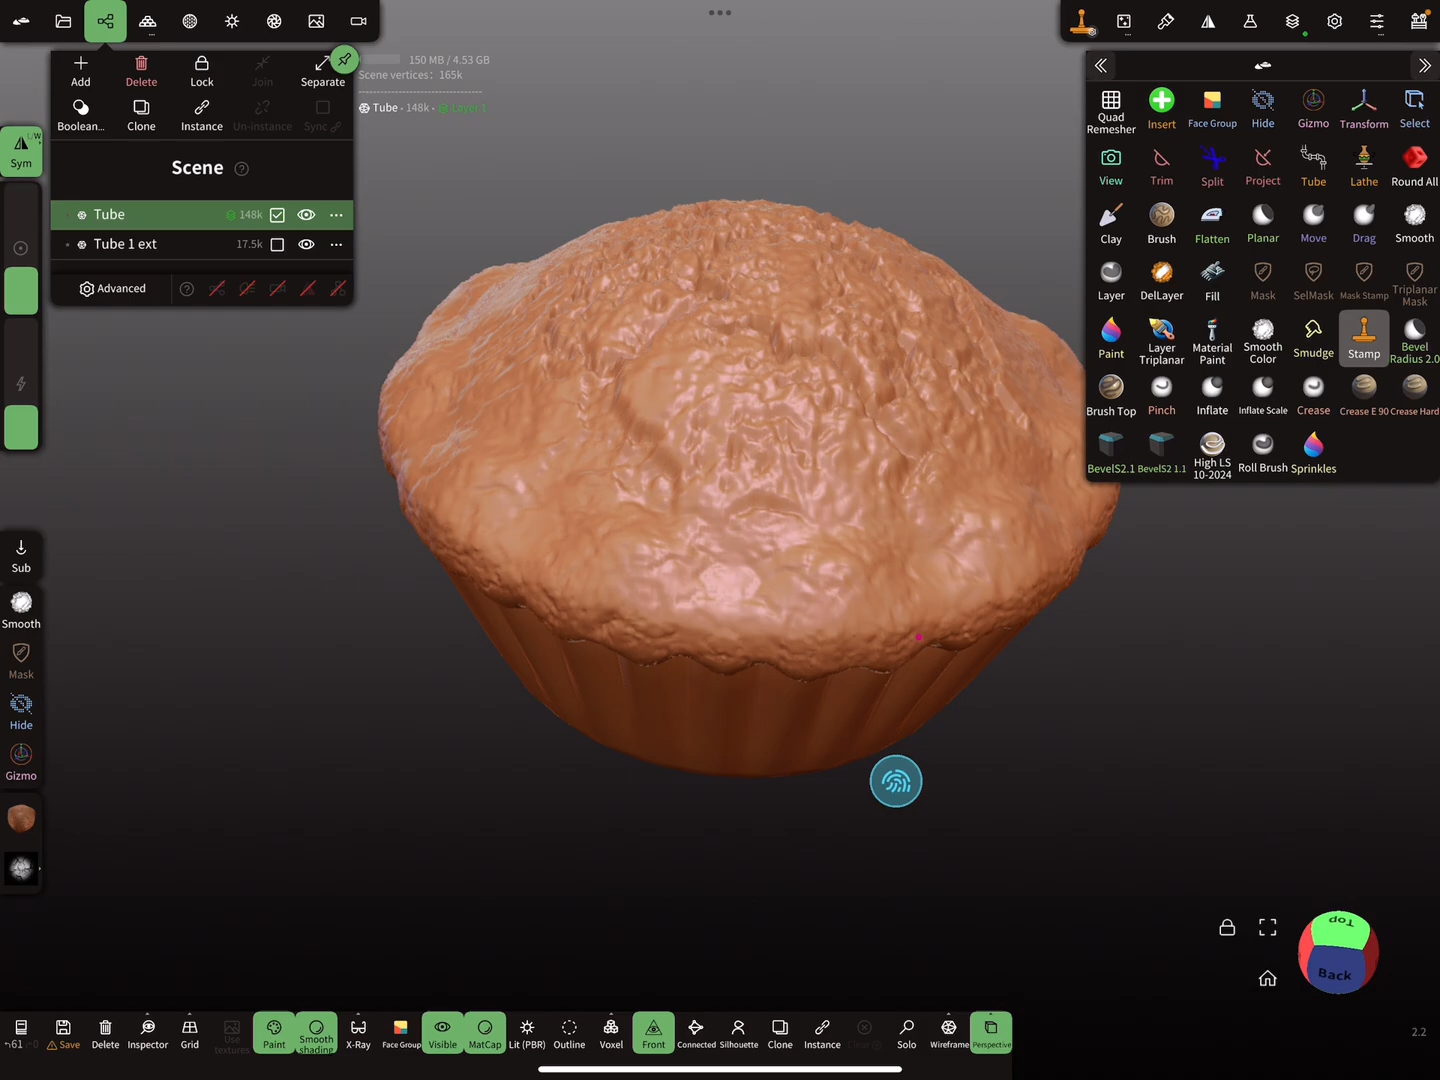 150 MB / 4.53 GB
Scene vertices: 165k
Tube • 148k • Layer 1
Add
Delete
Lock
Join
Separate
Boolean...
Clone
Instance
Un-instance
Sync
Scene
Tube
148k
Tube 1 ext
17.5k
Advanced
L/W
Sym
Sub
Smooth
Mask
Hide
Gizmo
Quad Remesher
Insert
Face Group
Hide
Gizmo
Transform
Select
View
Trim
Split
Project
Tube
Lathe
Round All
Clay
Brush
Flatten
Planar
Move
Drag
Smooth
Layer
DelLayer
Fill
Mask
SelMask
Mask Stamp
Triplanar Mask
Paint
Layer Triplanar
Material Paint
Smooth Color
Smudge
Stamp
Bevel Radius 2.0
Brush Top
Pinch
Inflate
Inflate Scale
Crease
Crease E 90
Crease Hard
BevelS2.1
BevelS2 1.1
High LS 10-2024
Roll Brush
Sprinkles
Top
Back
2.2
61
0
Save
Delete
Inspector
Grid
Use textures
Paint
Smooth shading
X-Ray
Face Group
Visible
MatCap
Lit (PBR)
Outline
Voxel
Front
Connected
Silhouette
Clone
Instance
Solo
Wireframe
Perspective